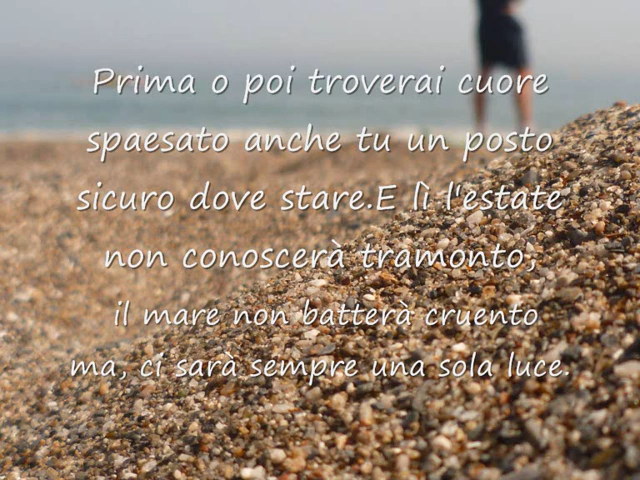 Prima o poi troverai cuore
spaesato anche tu un posto
sicuro dove stare.E lì l'estate
non conoscerà tramonto,
il mare non batterà cruento
ma, ci sarà sempre una sola luce.